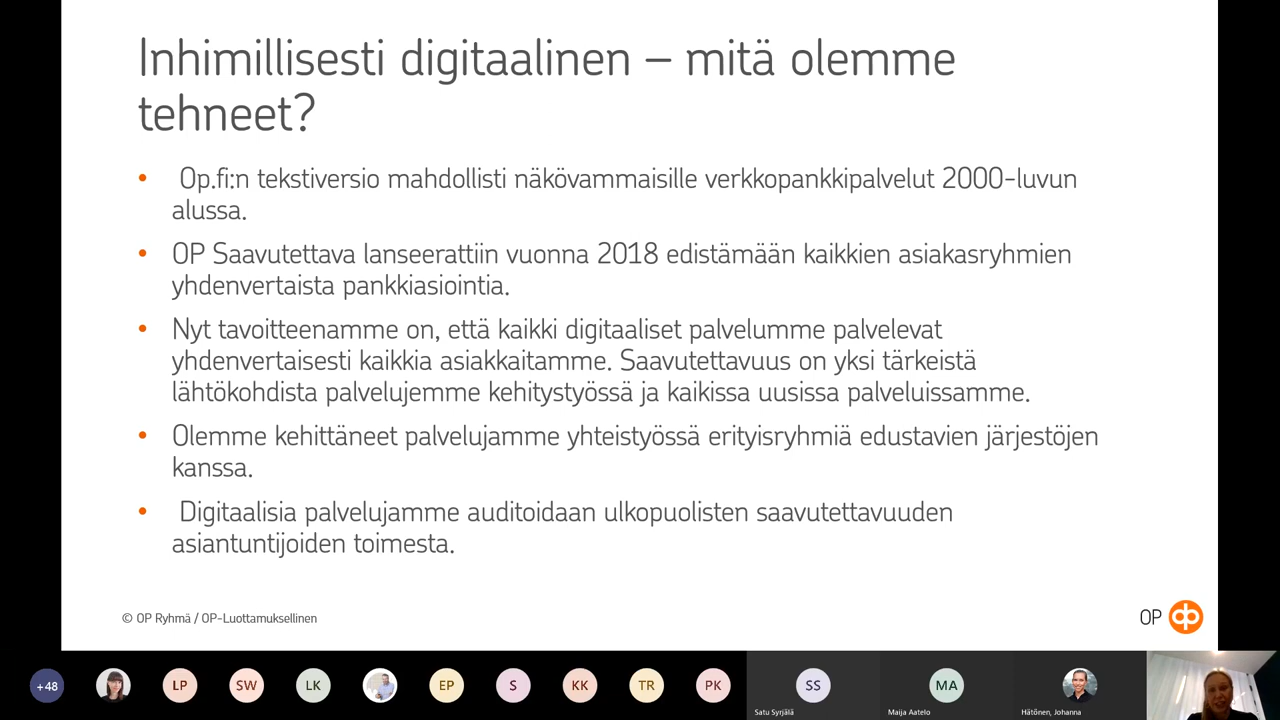 Inhimillisesti digitaalinen – mitä olemme
tehneet?
• Op.fi:n tekstiversio mahdollisti näkövammaisille verkkopankkipalvelut 2000-luvun
alussa.
• OP Saavutettava lanseerattiin vuonna 2018 edistämään kaikkien asiakasryhmien
yhdenvertaista pankkiasiointia.
• Nyt tavoitteenamme on, että kaikki digitaaliset palvelumme palvelevat
yhdenvertaisesti kaikkia asiakkaitamme. Saavutettavuus on yksi tärkeistä
lähtökohdista palvelujemme kehitystyössä ja kaikissa uusissa palveluissamme.
• Olemme kehittäneet palvelujamme yhteistyössä erityisryhmiä edustavien järjestöjen
kanssa.
• Digitaalisia palvelujamme auditoidaan ulkopuolisten saavutettavuuden
asiantuntijoiden toimesta.
© OP Ryhmä / OP-Luottamuksellinen
OP
+48 LP SW LK EP S KK TR PK SS MA
Satu Syrjälä Maija Aatelo Hätönen, Johanna